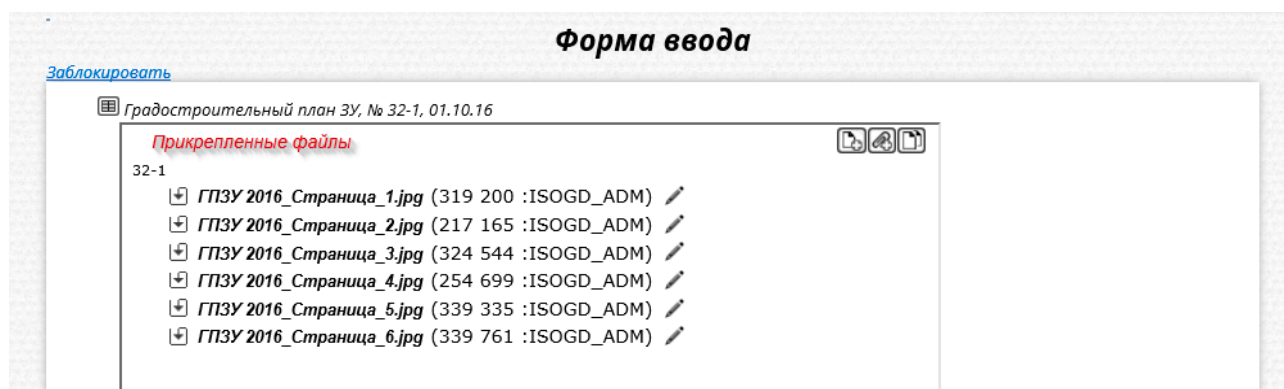 Форма ввода
Заблокировать
Градостроительный план ЗУ, № 32-1, 01.10.16
Прикрепленные файлы
32-1
ГПЗУ 2016_Страница_1.jpg (319 200 :ISOGD_ADM)
ГПЗУ 2016_Страница_2.jpg (217 165 :ISOGD_ADM)
ГПЗУ 2016_Страница_3.jpg (324 544 :ISOGD_ADM)
ГПЗУ 2016_Страница_4.jpg (254 699 :ISOGD_ADM)
ГПЗУ 2016_Страница_5.jpg (339 335 :ISOGD_ADM)
ГПЗУ 2016_Страница_6.jpg (339 761 :ISOGD_ADM)